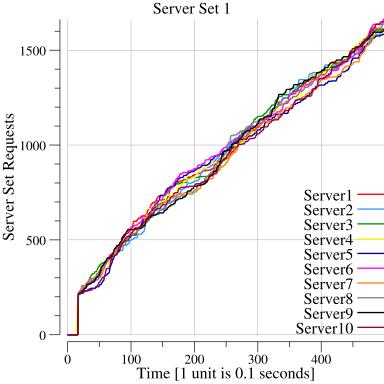 Server Set 1
1500
1000
500
0
Server Set Requests
Server1
Server2
Server3
Server4
Server5
Server6
Server7
Server8
Server9
Server10
0 100 200 300 400
Time [1 unit is 0.1 seconds]